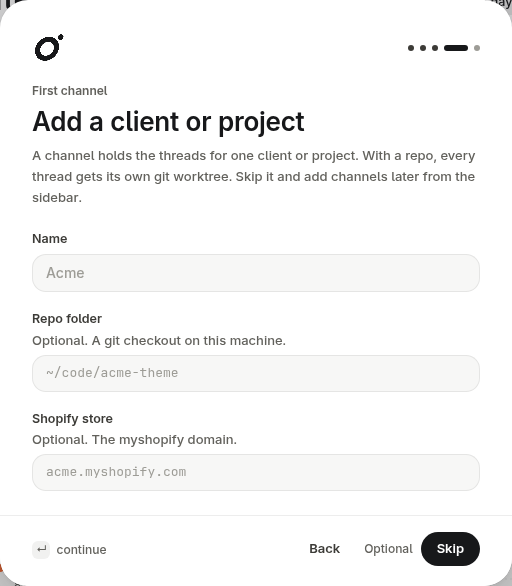 First channel
Add a client or project
A channel holds the threads for one client or project. With a repo, every
thread gets its own git worktree. Skip it and add channels later from the
sidebar.
Name
Acme
Repo folder
Optional. A git checkout on this machine.
~/code/acme-theme
Shopify store
Optional. The myshopify domain.
acme.myshopify.com
↵ continue
Back
Optional
Skip